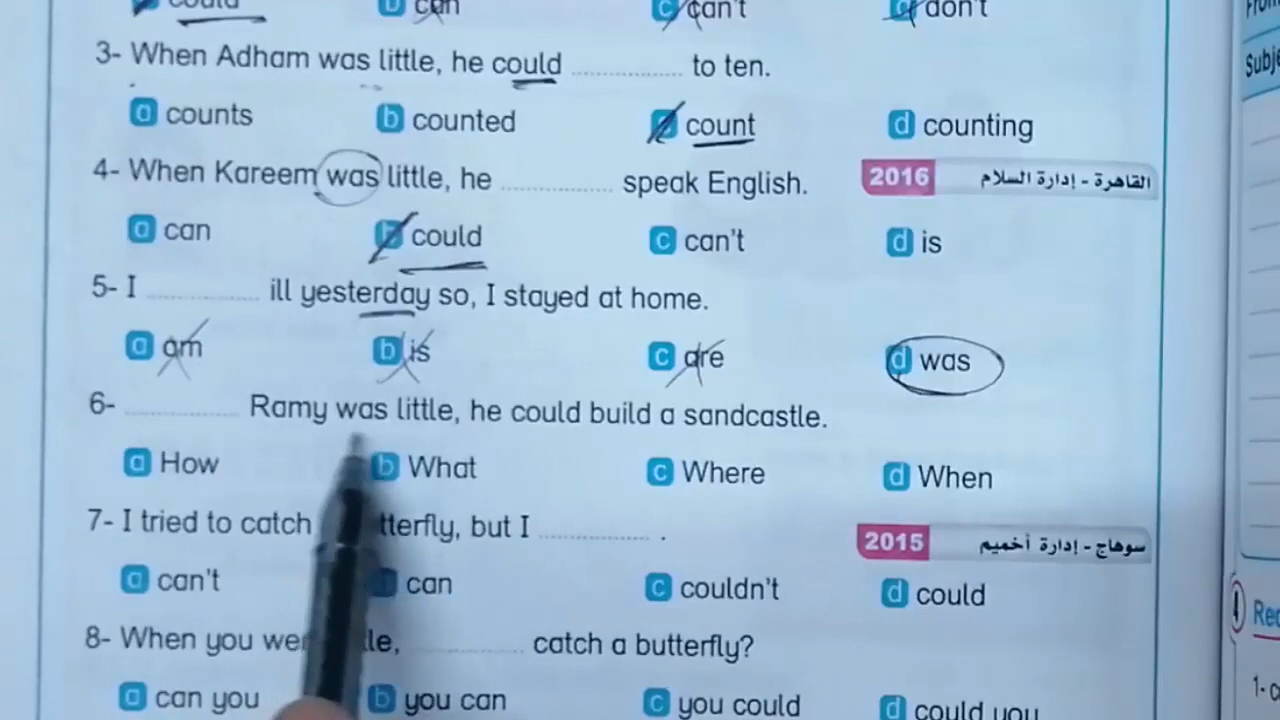 could b can c can't don't
3- When Adham was little, he could .............. to ten.
a counts b counted count d counting
4- When Kareem was little, he .............. speak English. 2016 القاهرة - إدارة السلام
a can b could c can't d is
5- I .............. ill yesterday so, I stayed at home.
a am b is c are d was
6- .............. Ramy was little, he could build a sandcastle.
a How b What c Where d When
7- I tried to catch tterfly, but I .............. . 2015 سوهاج - إدارة أخميم
a can't can c couldn't d could
8- When you we le, .............. catch a butterfly?
a can you b you can c you could d could you
Subje
Rec
1- c